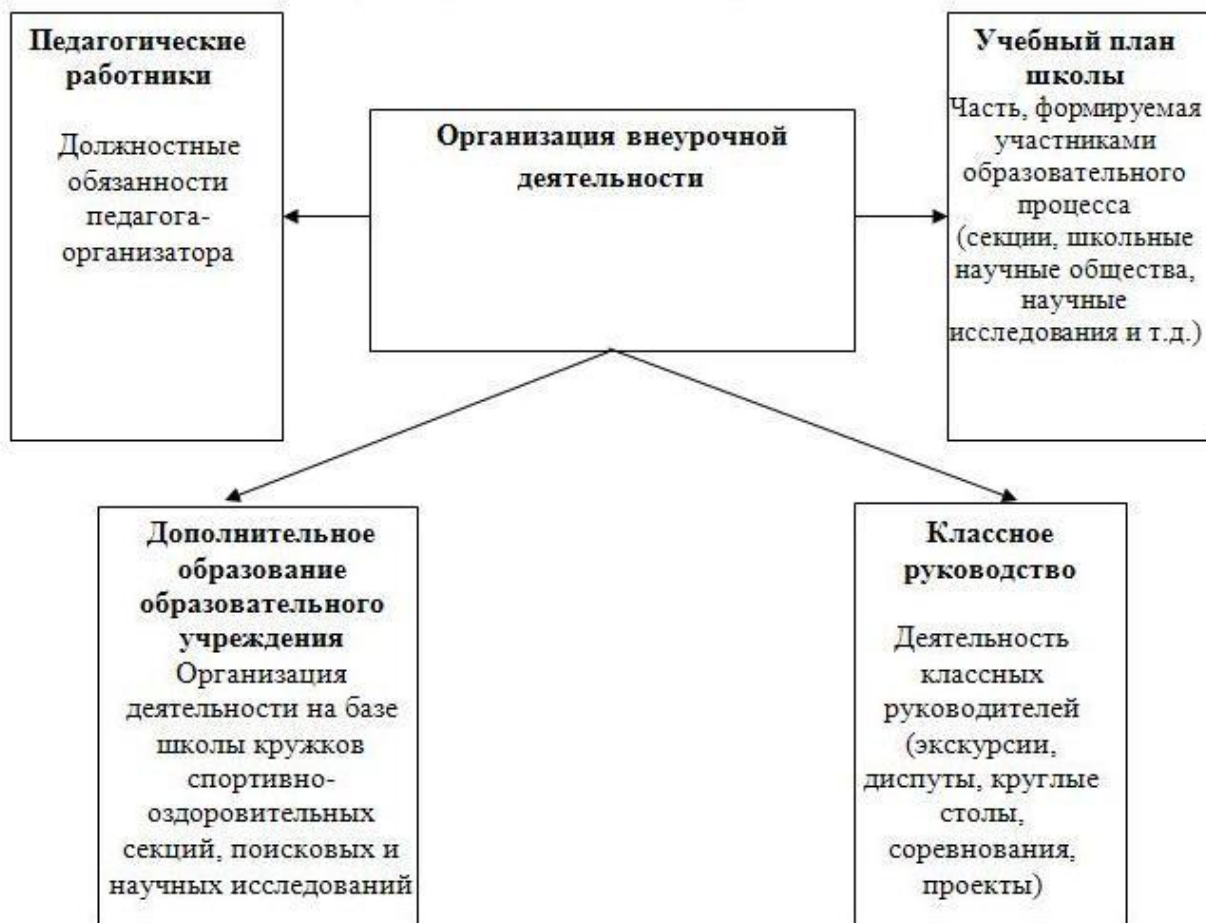 Педагогические
работники
Должностные
обязанности
педагога-
организатора
Организация внеурочной
деятельности
Учебный план
школы
Часть, формируемая
участниками
образовательного
процесса
(секции, школьные
научные общества,
научные
исследования и т.д.)
Дополнительное
образование
образовательного
учреждения
Организация
деятельности на базе
школы кружков
спортивно-
оздоровительных
секций, поисковых и
научных исследований
Классное
руководство
Деятельность
классных
руководителей
(экскурсии,
диспуты, круглые
столы,
соревнования,
проекты)